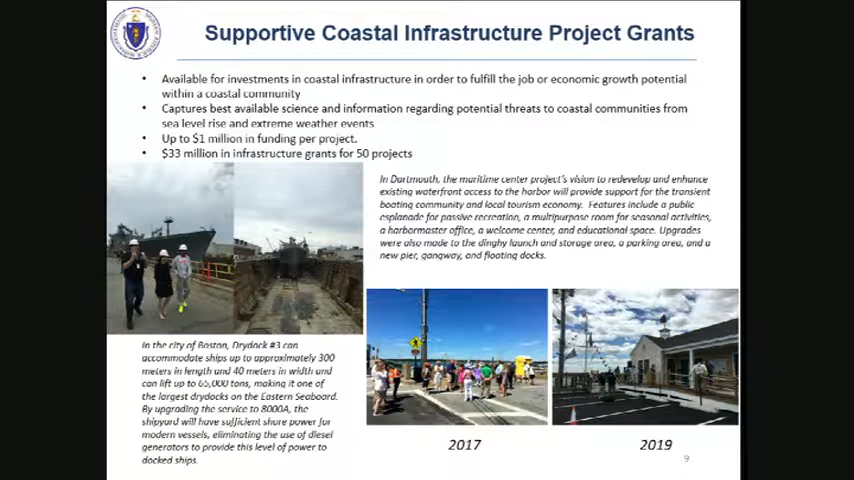 Supportive Coastal Infrastructure Project Grants
• Available for investments in coastal infrastructure in order to fulfill the job or economic growth potential
within a coastal community
• Captures best available science and information regarding potential threats to coastal communities from
sea level rise and extreme weather events
• Up to $1 million in funding per project.
• $33 million in infrastructure grants for 50 projects
In Dartmouth, the maritime center project's vision to redevelop and enhance
existing waterfront access to the harbor will provide support for the transient
boating community and local tourism economy. Features include a public
esplanade for passive recreation, a multipurpose room for seasonal activities,
a harbormaster office, a welcome center, and educational space. Upgrades
were also made to the dinghy launch and storage area, a parking area, and a
new pier, gangway, and floating docks.
In the city of Boston, Drydock #3 can
accommodate ships up to approximately 300
meters in length and 40 meters in width and
can lift up to 65,000 tons, making it one of
the largest drydocks on the Eastern Seaboard.
By upgrading the service to 8000A, the
shipyard will have sufficient shore power for
modern vessels, eliminating the use of diesel
generators to provide this level of power to
docked ships.
2017
2019
9